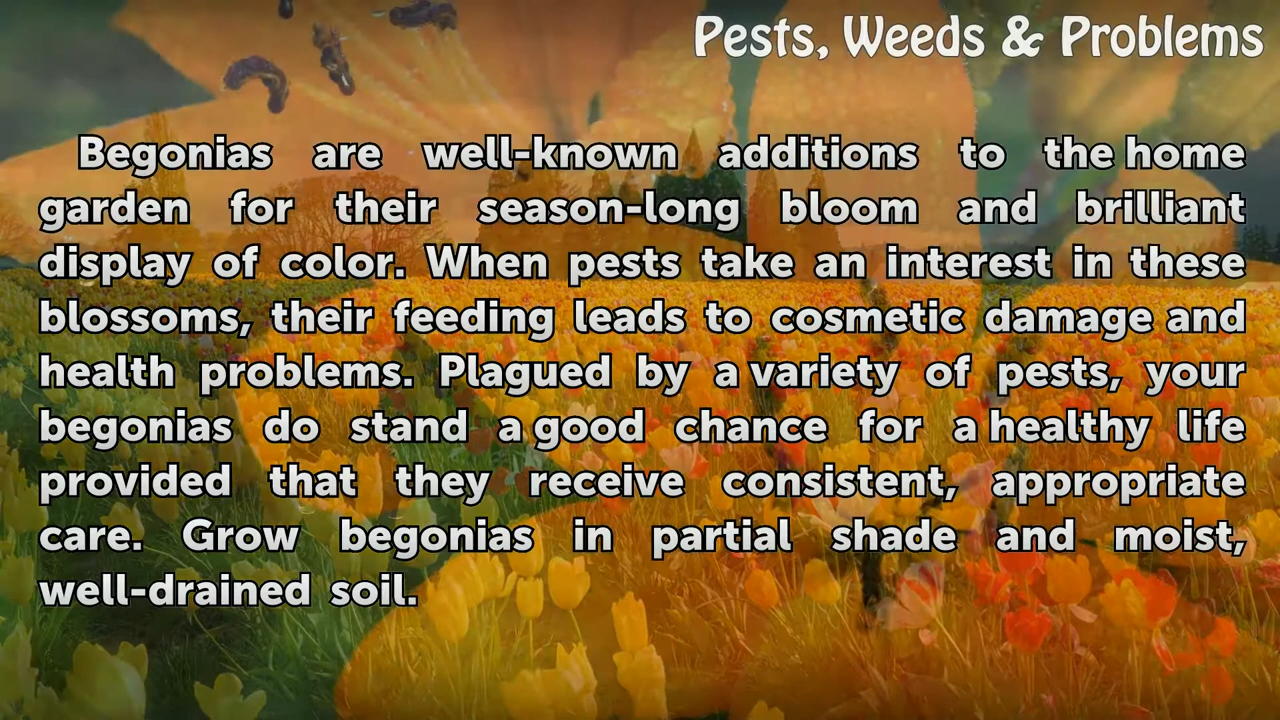 Pests, Weeds & Problems
Begonias are well-known additions to the home
garden for their season-long bloom and brilliant
display of color. When pests take an interest in these
blossoms, their feeding leads to cosmetic damage and
health problems. Plagued by a variety of pests, your
begonias do stand a good chance for a healthy life
provided that they receive consistent, appropriate
care. Grow begonias in partial shade and moist,
well-drained soil.